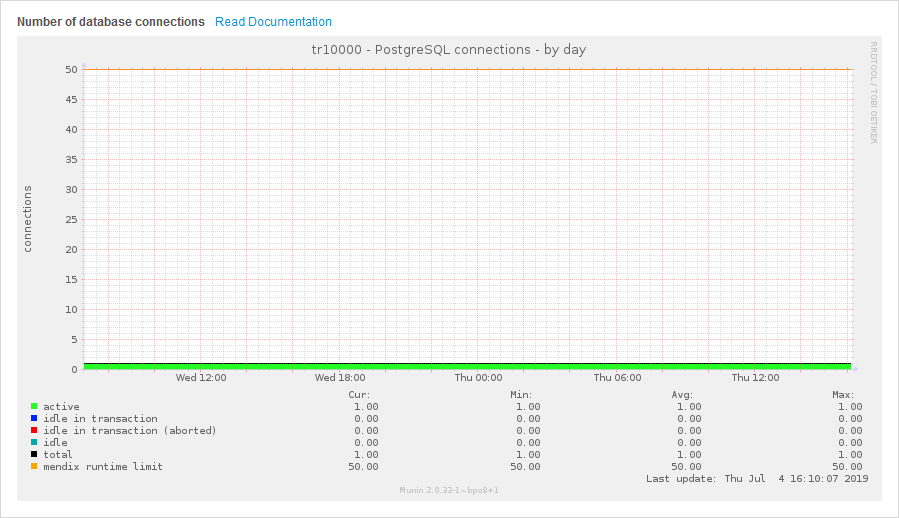 Number of database connections Read Documentation
tr10000 - PostgreSQL connections - by day
RRDTOOL / TOBI OETIKER
connections
50
45
40
35
30
25
20
15
10
5
0
Wed 12:00 Wed 18:00 Thu 00:00 Thu 06:00 Thu 12:00
Cur: Min: Avg: Max:
active 1.00 1.00 1.00 1.00
idle in transaction 0.00 0.00 0.00 0.00
idle in transaction (aborted) 0.00 0.00 0.00 0.00
idle 0.00 0.00 0.00 0.00
total 1.00 1.00 1.00 1.00
mendix runtime limit 50.00 50.00 50.00 50.00
Last update: Thu Jul 4 16:10:07 2019
Munin 2.0.33-1~bpo8+1